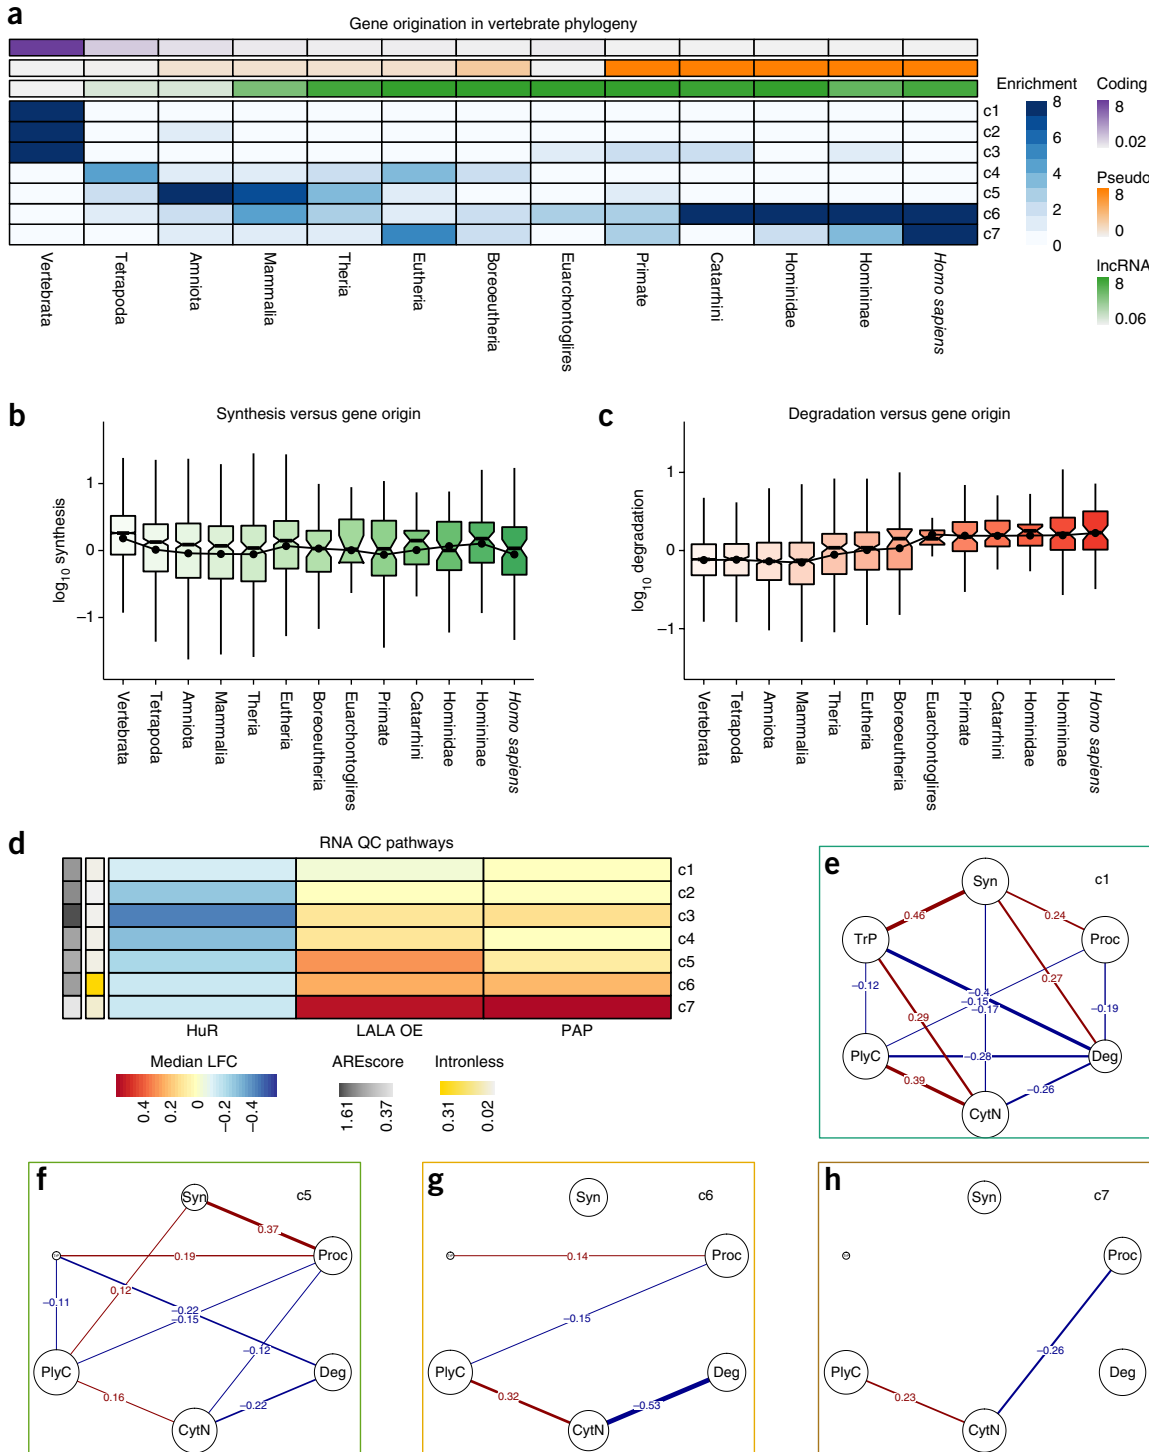 a
Gene origination in vertebrate phylogeny
Enrichment
8
6
4
2
0
Coding
8
0.02
Pseudo
8
0
lncRNA
8
0.06
c1
c2
c3
c4
c5
c6
c7
Vertebrata
Tetrapoda
Amniota
Mammalia
Theria
Eutheria
Boreoeutheria
Euarchontoglires
Primate
Catarrhini
Hominidae
Homininae
Homo sapiens
b
Synthesis versus gene origin
log10 synthesis
1
0
−1
Vertebrata
Tetrapoda
Amniota
Mammalia
Theria
Eutheria
Boreoeutheria
Euarchontoglires
Primate
Catarrhini
Hominidae
Homininae
Homo sapiens
c
Degradation versus gene origin
log10 degradation
1
0
−1
Vertebrata
Tetrapoda
Amniota
Mammalia
Theria
Eutheria
Boreoeutheria
Euarchontoglires
Primate
Catarrhini
Hominidae
Homininae
Homo sapiens
d
RNA QC pathways
c1
c2
c3
c4
c5
c6
c7
HuR
LALA OE
PAP
Median LFC
0.4
0.2
0
−0.2
−0.4
AREscore
1.61
0.37
Intronless
0.31
0.02
e
c1
Syn
TrP
Proc
PlyC
Deg
CytN
0.46
0.24
0.27
−0.12
−0.4
−0.15
−0.17
−0.19
0.29
−0.28
0.39
−0.26
f
c5
Syn
Proc
PlyC
Deg
CytN
0.37
0.19
0.12
−0.11
−0.22
−0.15
−0.12
0.16
−0.22
g
c6
Syn
Proc
PlyC
Deg
CytN
0.14
−0.15
0.32
−0.53
h
c7
Syn
Proc
PlyC
Deg
CytN
−0.26
0.23